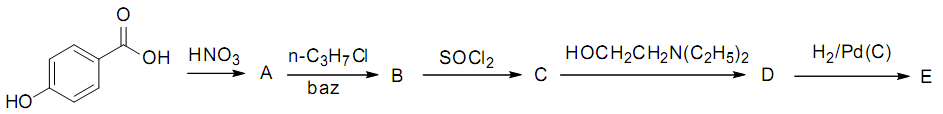 O
OH
HO
HNO3
A
n-C3H7Cl
baz
B
SOCl2
C
HOCH2CH2N(C2H5)2
D
H2/Pd(C)
E